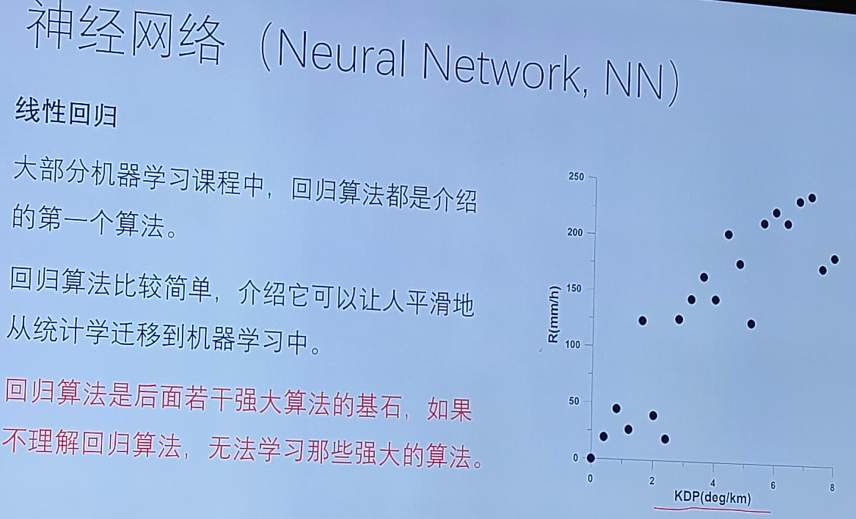 神经网络（Neural Network, NN）
线性回归
大部分机器学习课程中，回归算法都是介绍
的第一个算法。
回归算法比较简单，介绍它可以让人平滑地
从统计学迁移到机器学习中。
回归算法是后面若干强大算法的基石，如果
不理解回归算法，无法学习那些强大的算法。
250
200
150
100
50
0
R(mm/h)
0 2 4 6 8
KDP(deg/km)